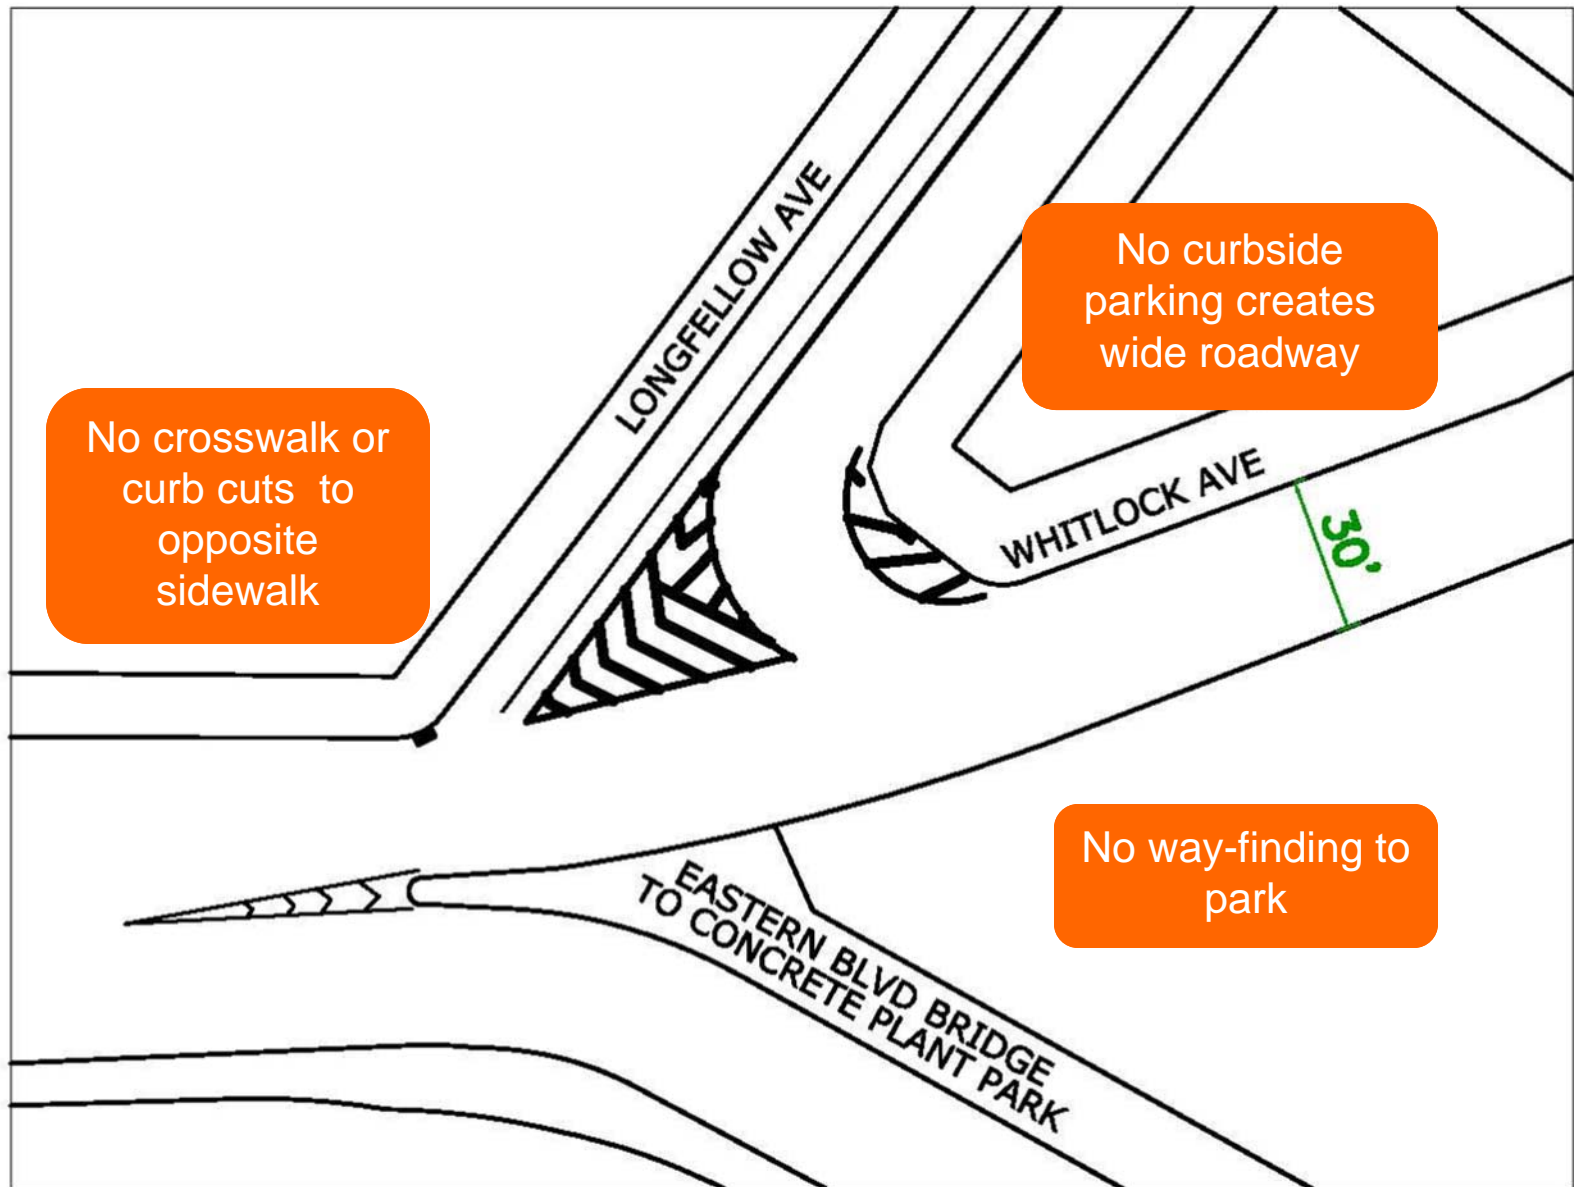 LONGFELLOW AVE
No curbside
parking creates
wide roadway
No crosswalk or
curb cuts to
opposite
sidewalk
WHITLOCK AVE
30'
No way-finding to
park
EASTERN BLVD BRIDGE
TO CONCRETE PLANT PARK